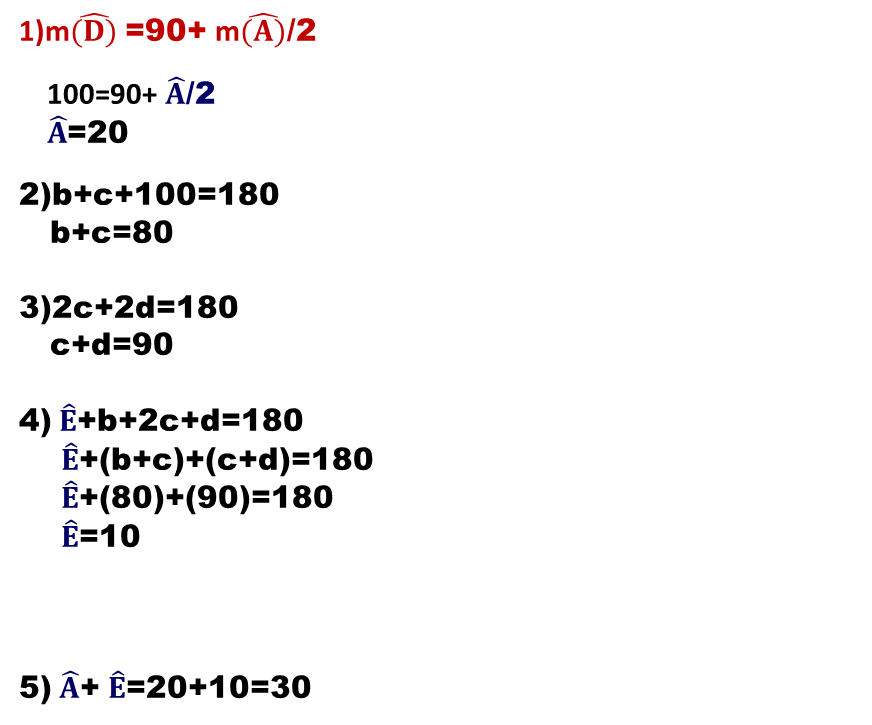 1)m(D̂) =90+ m(Â)/2
100=90+ Â/2
Â=20
2)b+c+100=180
b+c=80
3)2c+2d=180
c+d=90
4) Ê+b+2c+d=180
Ê+(b+c)+(c+d)=180
Ê+(80)+(90)=180
Ê=10
5) Â+ Ê=20+10=30